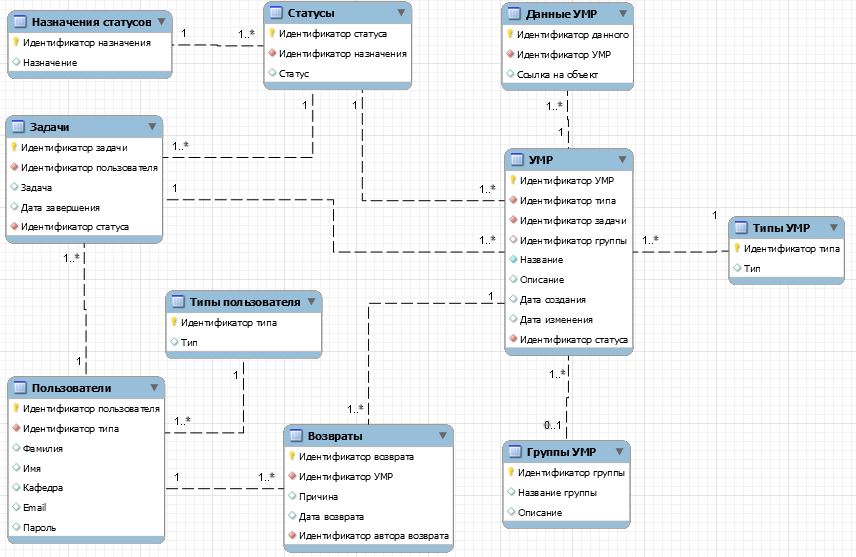 Назначения статусов
Идентификатор назначения
Назначение
1
1..*
Статусы
Идентификатор статуса
Идентификатор назначения
Статус
Данные УМР
Идентификатор данного
Идентификатор УМР
Ссылка на объект
1
1
1..*
1
Задачи
Идентификатор задачи
Идентификатор пользователя
Задача
Дата завершения
Идентификатор статуса
1..*
1
1..*
1..*
УМР
Идентификатор УМР
Идентификатор типа
Идентификатор задачи
Идентификатор группы
Название
Описание
Дата создания
Дата изменения
Идентификатор статуса
1..*
1
Типы УМР
Идентификатор типа
Тип
1..*
1
Типы пользователя
Идентификатор типа
Тип
1
1..*
1
1..*
1..*
0..1
Пользователи
Идентификатор пользователя
Идентификатор типа
Фамилия
Имя
Кафедра
Email
Пароль
1
1..*
Возвраты
Идентификатор возврата
Идентификатор УМР
Причина
Дата возврата
Идентификатор автора возврата
Группы УМР
Идентификатор группы
Название группы
Описание